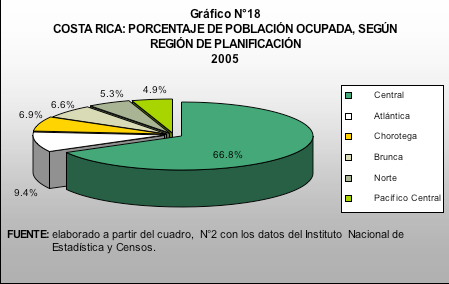 Gráfico N°18
COSTA RICA: PORCENTAJE DE POBLACIÓN OCUPADA, SEGÚN
REGIÓN DE PLANIFICACIÓN
2005
4.9%
5.3%
6.6%
6.9%
9.4%
66.8%
Central
Atlántica
Chorotega
Brunca
Norte
Pacífico Central
FUENTE: elaborado a partir del cuadro, N°2 con los datos del Instituto Nacional de
Estadística y Censos.